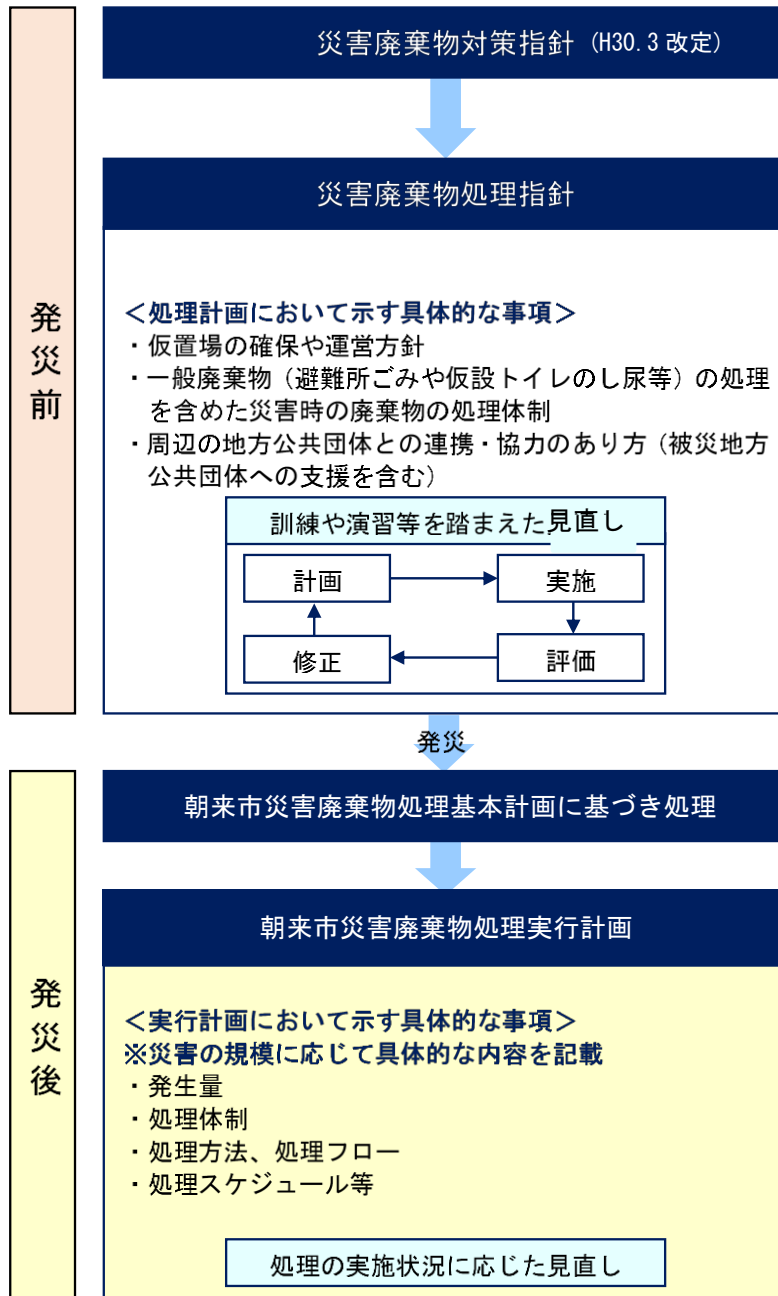 発災前
災害廃棄物対策指針（H30.3 改定）
災害廃棄物処理指針
＜処理計画において示す具体的な事項＞
・仮置場の確保や運営方針
・一般廃棄物（避難所ごみや仮設トイレのし尿等）の処理
を含めた災害時の廃棄物の処理体制
・周辺の地方公共団体との連携・協力のあり方（被災地方
公共団体への支援を含む）
訓練や演習等を踏まえた見直し
計画
実施
修正
評価
発災
発災後
朝来市災害廃棄物処理基本計画に基づき処理
朝来市災害廃棄物処理実行計画
＜実行計画において示す具体的な事項＞
※災害の規模に応じて具体的な内容を記載
・発生量
・処理体制
・処理方法、処理フロー
・処理スケジュール等
処理の実施状況に応じた見直し